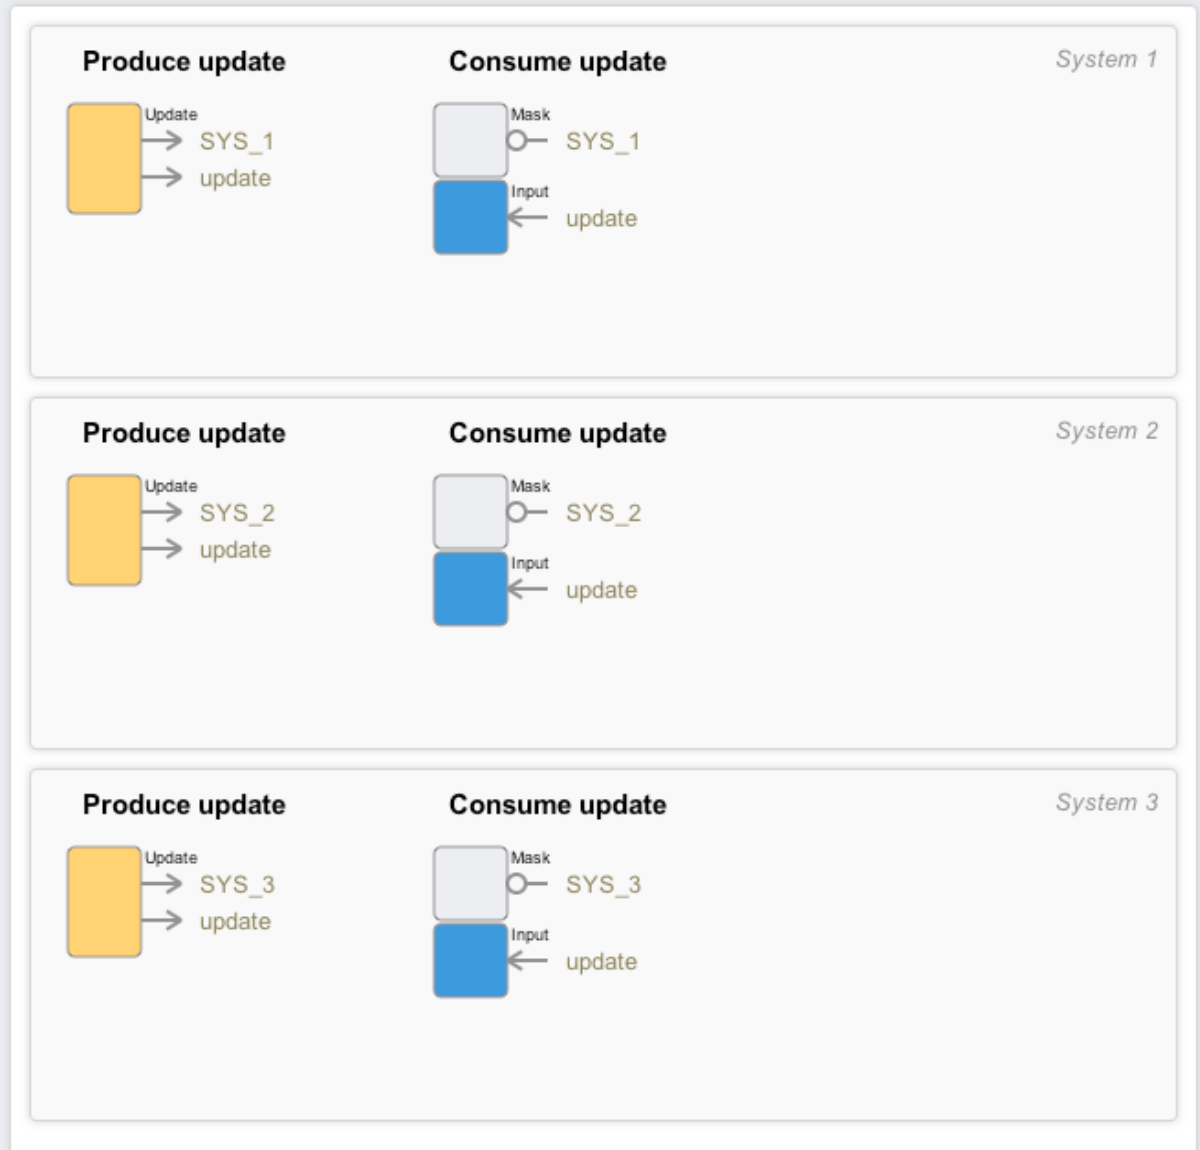 Produce update Consume update System 1
Update Mask
SYS_1 SYS_1
update Input
update
Produce update Consume update System 2
Update Mask
SYS_2 SYS_2
update Input
update
Produce update Consume update System 3
Update Mask
SYS_3 SYS_3
update Input
update